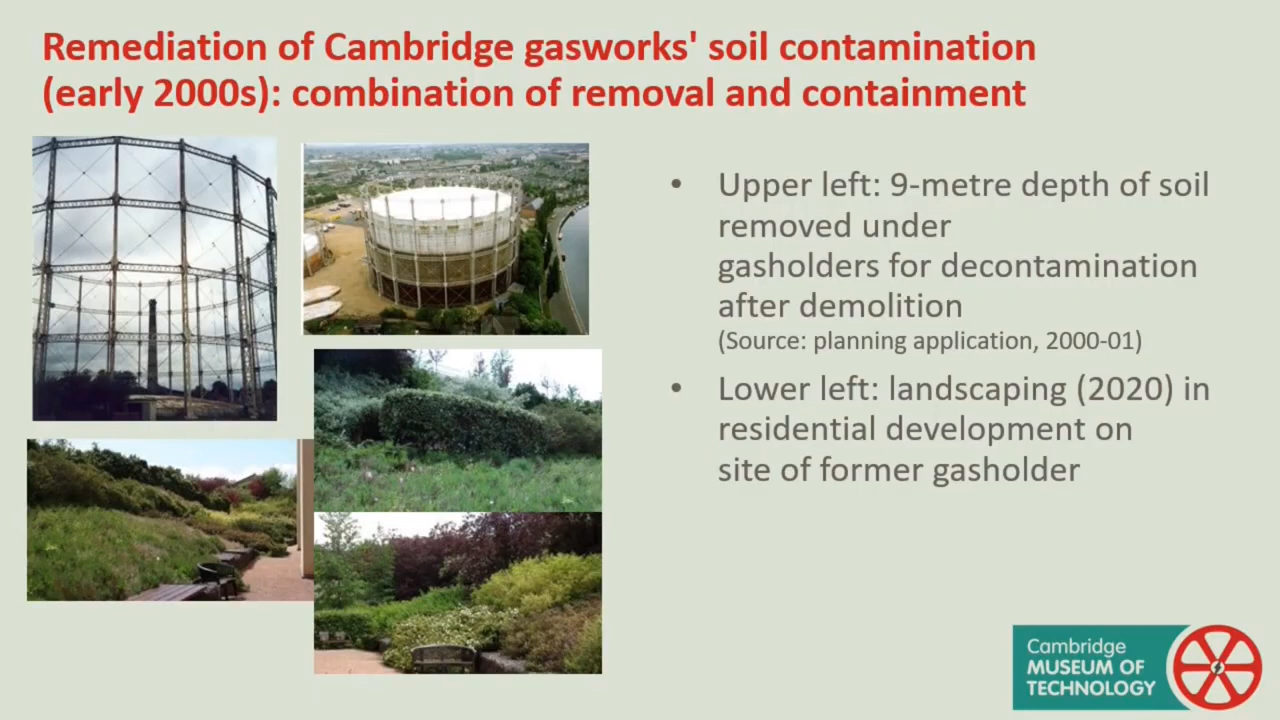 Remediation of Cambridge gasworks' soil contamination
(early 2000s): combination of removal and containment
• Upper left: 9-metre depth of soil
removed under
gasholders for decontamination
after demolition
(Source: planning application, 2000-01)
• Lower left: landscaping (2020) in
residential development on
site of former gasholder
Cambridge
MUSEUM OF
TECHNOLOGY